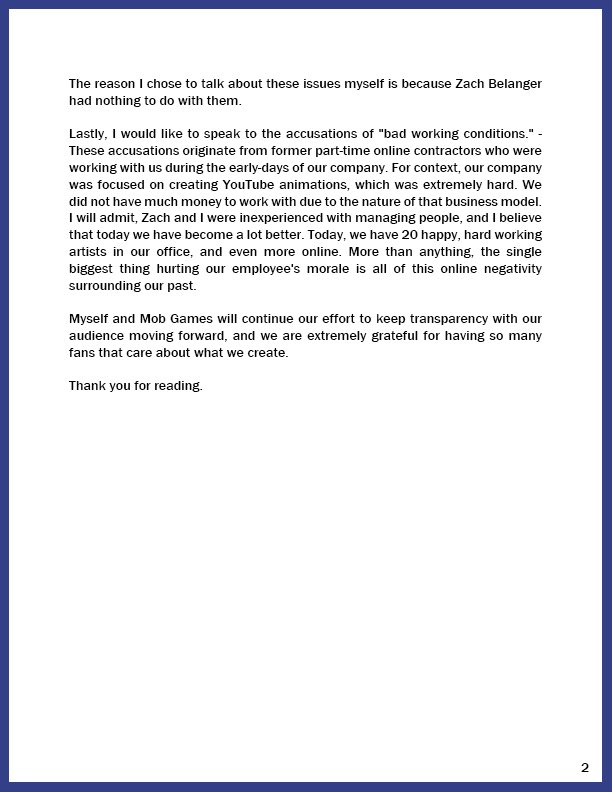 The reason I chose to talk about these issues myself is because Zach Belanger
had nothing to do with them.
Lastly, I would like to speak to the accusations of "bad working conditions." -
These accusations originate from former part-time online contractors who were
working with us during the early-days of our company. For context, our company
was focused on creating YouTube animations, which was extremely hard. We
did not have much money to work with due to the nature of that business model.
I will admit, Zach and I were inexperienced with managing people, and I believe
that today we have become a lot better. Today, we have 20 happy, hard working
artists in our office, and even more online. More than anything, the single
biggest thing hurting our employee's morale is all of this online negativity
surrounding our past.
Myself and Mob Games will continue our effort to keep transparency with our
audience moving forward, and we are extremely grateful for having so many
fans that care about what we create.
Thank you for reading.
2